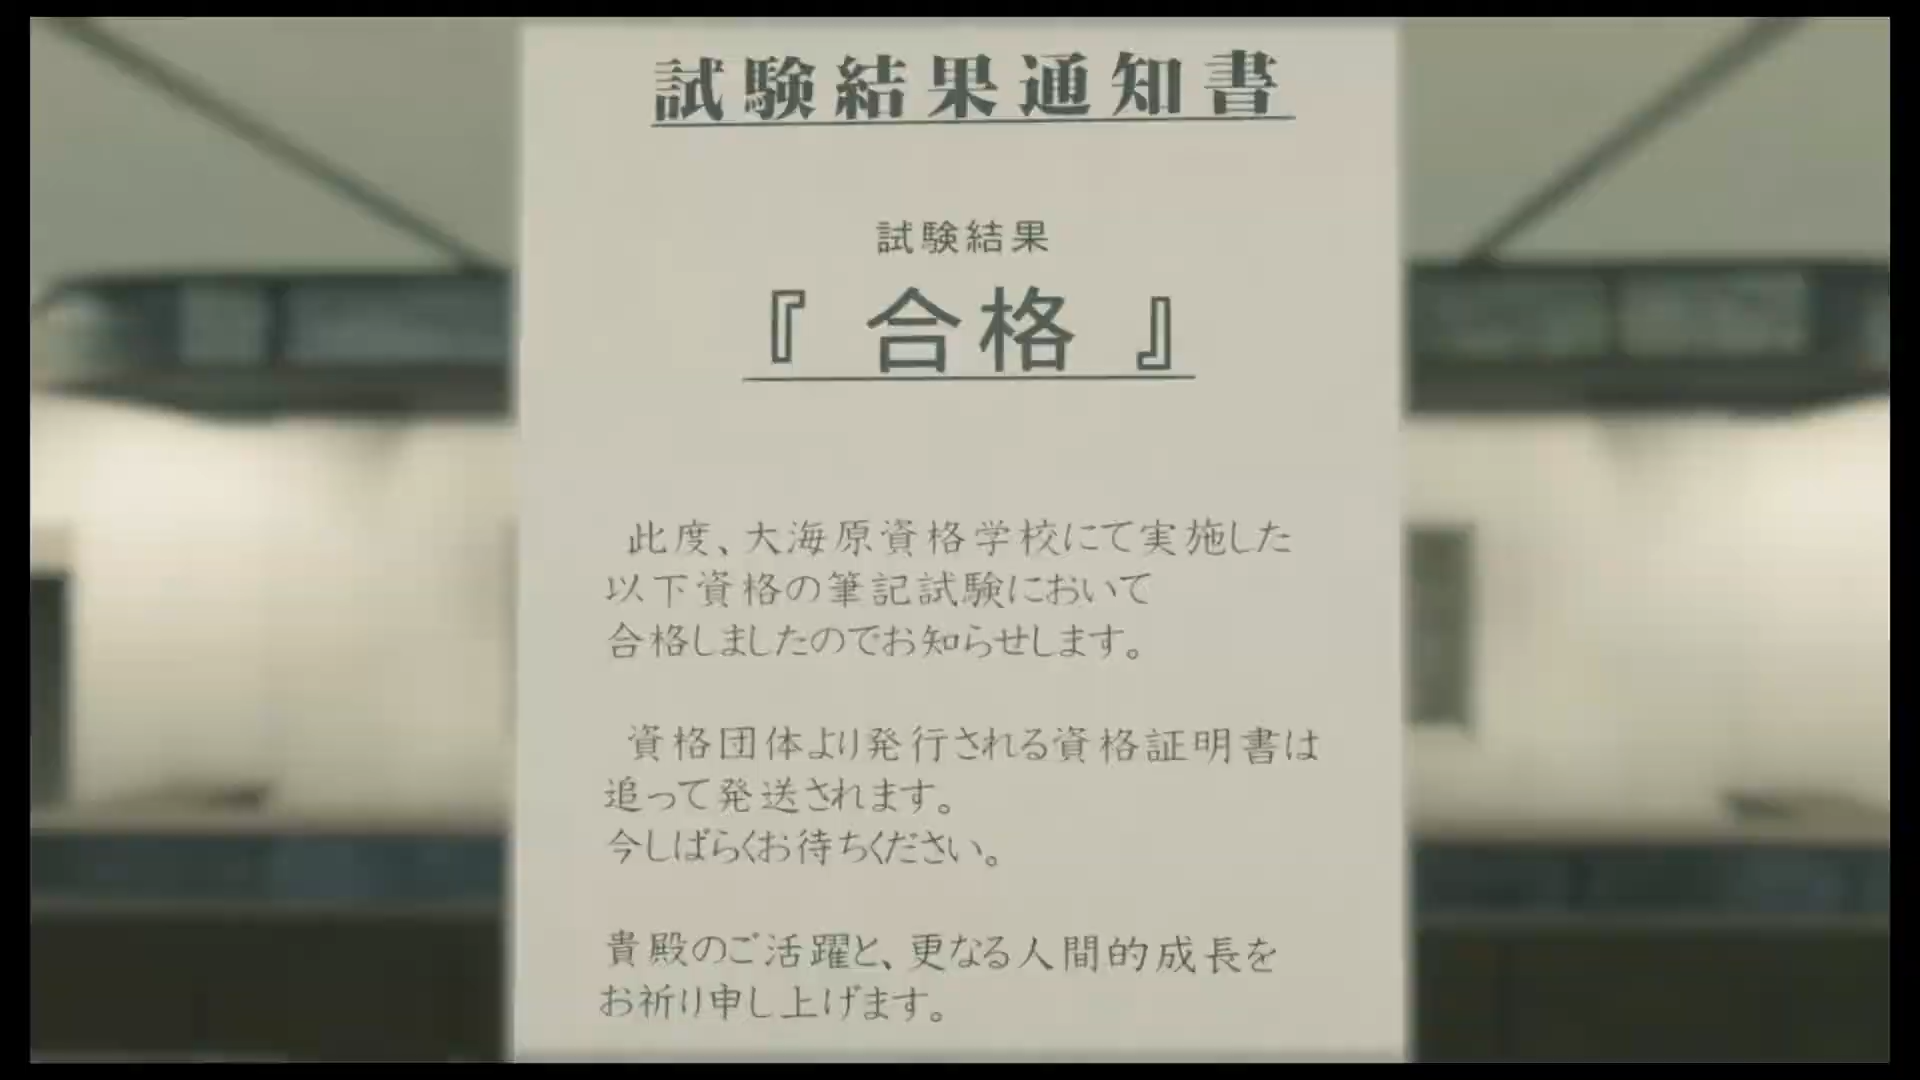 試験結果通知書
試験結果
『 合格 』
此度、大海原資格学校にて実施した
以下資格の筆記試験において
合格しましたのでお知らせします。
資格団体より発行される資格証明書は
追って発送されます。
今しばらくお待ちください。
貴殿のご活躍と、更なる人間的成長を
お祈り申し上げます。